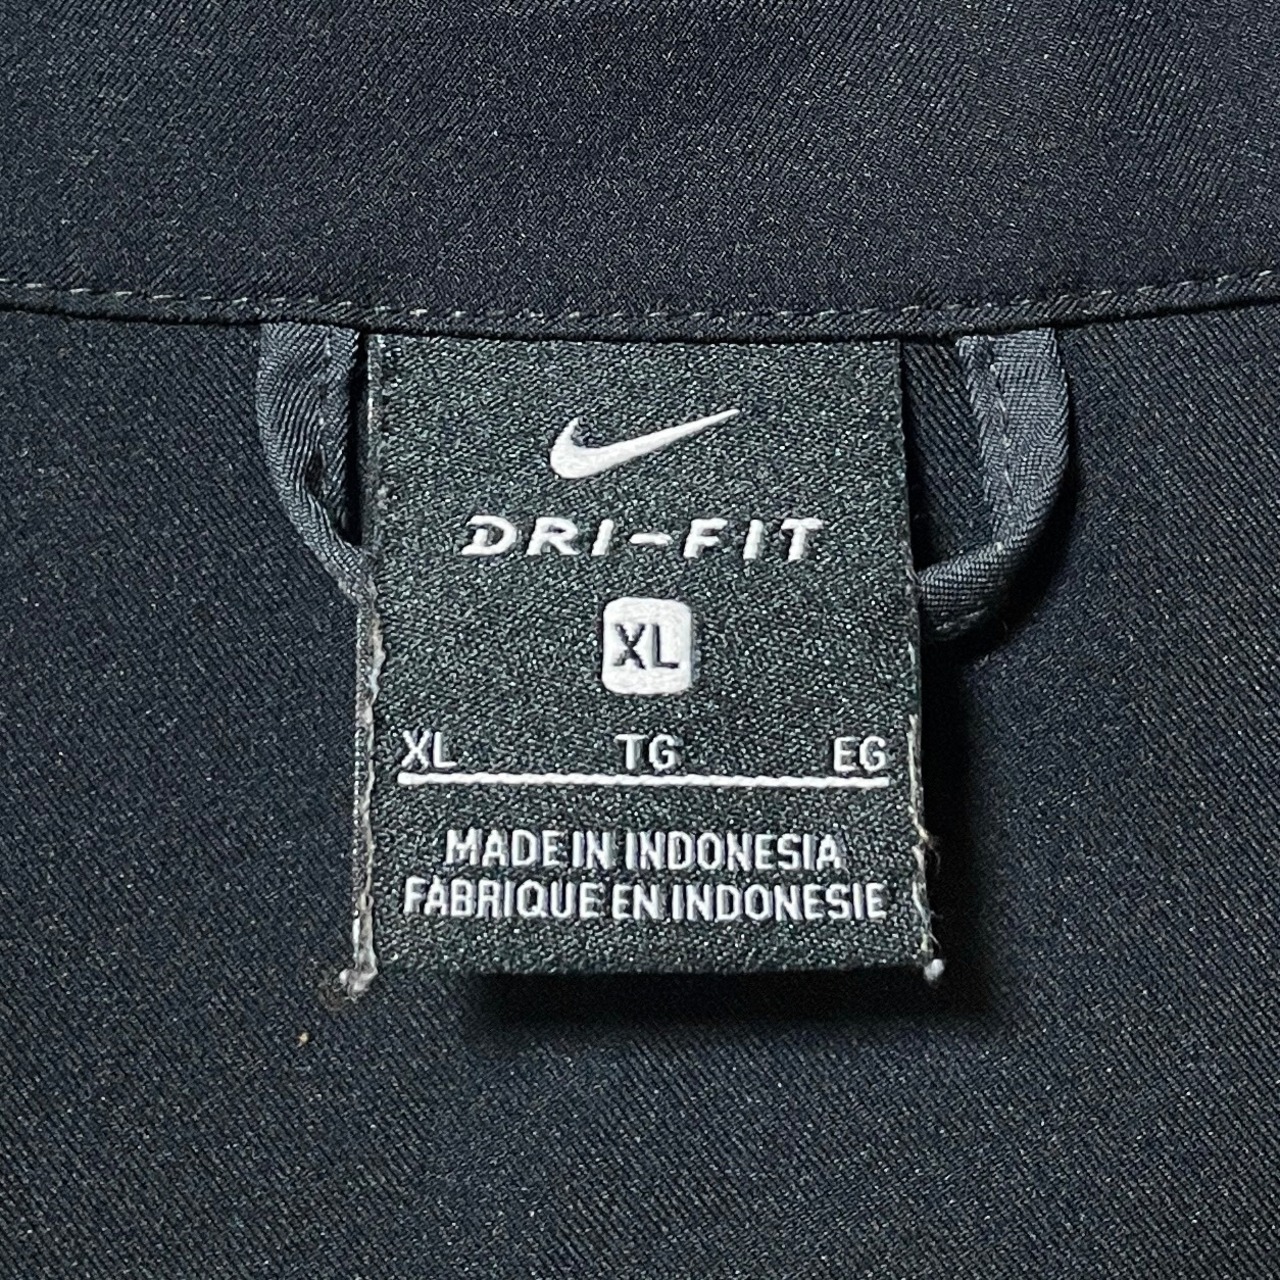 DRI-FIT
XL
XL TG EG
MADE IN INDONESIA
FABRIQUE EN INDONESIE